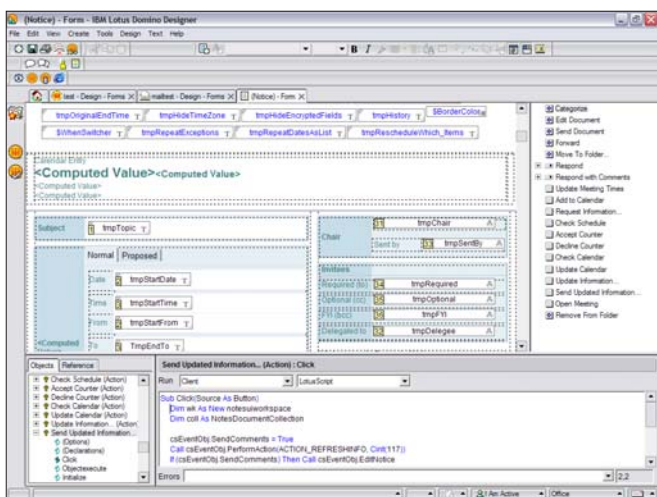 (Notice) - Form - IBM Lotus Domino Designer
File Edit View Create Tools Design Text Help
test - Design - Forms
mailtest - Design - Forms
(Notice) - Form
tmpOriginalEndTime T
tmpHideTimeZone T
tmpHideEncryptedFields T
tmpHistory T
$BorderColor
$WhenSwitcher T
tmpRepeatExceptions T
tmpRepeatDatesAsList T
tmpRescheduleWhich_Items T
Calendar Entry
<Computed Value><Computed Value>
<Computed Value>
<Computed Value>
Subject
tmpTopic T
Normal
Proposed
Date
tmpStartDate T
Time
tmpStartTime T
From
tmpStartFrom T
<Computed
To
TmpEndTo T
Chair
tmpChair A
Sent by
tmpSentBy A
Invitees
Required (to)
tmpRequired A
Optional (cc)
tmpOptional A
FYI (bcc)
tmpFYI A
Delegated to
tmpDelegee A
Categorize
Edit Document
Send Document
Forward
Move To Folder...
Respond
Respond with Comments
Update Meeting Times
Add to Calendar
Request Information...
Check Schedule
Accept Counter
Decline Counter
Check Calendar
Update Calendar
Update Information...
Send Updated Information...
Open Meeting
Remove From Folder
Objects
Reference
Check Schedule (Action)
Accept Counter (Action)
Decline Counter (Action)
Check Calendar (Action)
Update Calendar (Action)
Update Information... (Action)
Send Updated Information...
(Options)
(Declarations)
Click
Objectexecute
Initialize
Send Updated Information... (Action) : Click
Run Client LotusScript
Sub Click(Source As Button)
Dim wk As New notesuiworkspace
Dim coll As NotesDocumentCollection
csEventObj.SendComments = True
Call csEventObj.PerformAction(ACTION_REFRESHINFO, Cint(117))
If (csEventObj.SendComments) Then Call csEventObj.EditNotice
Errors
2,2
I Am Active
Office